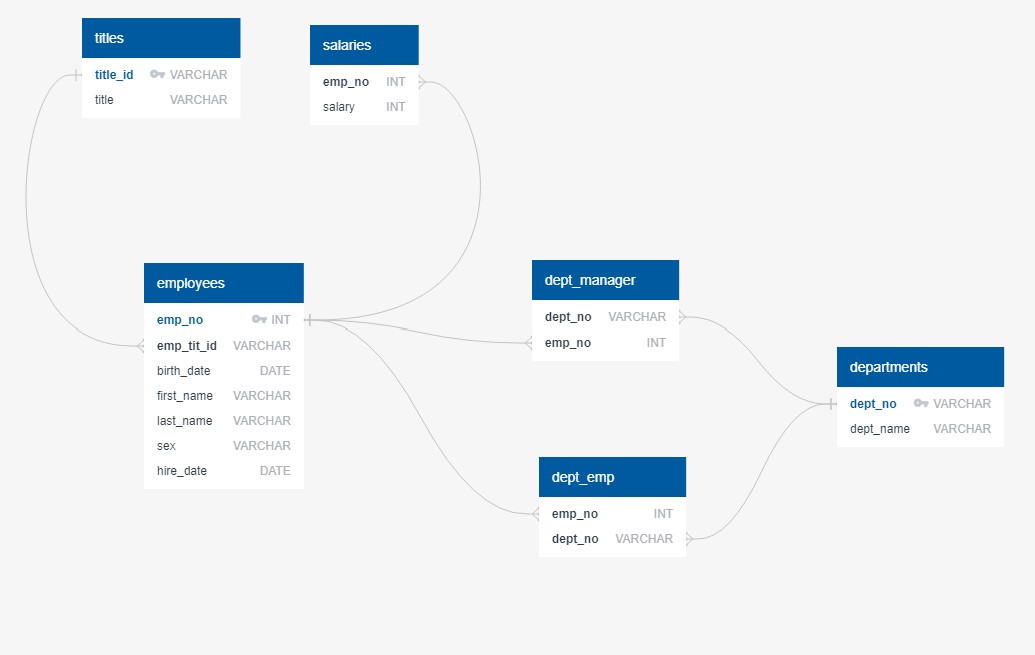 titles
title_id VARCHAR
title VARCHAR
salaries
emp_no INT
salary INT
employees
emp_no INT
emp_tit_id VARCHAR
birth_date DATE
first_name VARCHAR
last_name VARCHAR
sex VARCHAR
hire_date DATE
dept_manager
dept_no VARCHAR
emp_no INT
departments
dept_no VARCHAR
dept_name VARCHAR
dept_emp
emp_no INT
dept_no VARCHAR